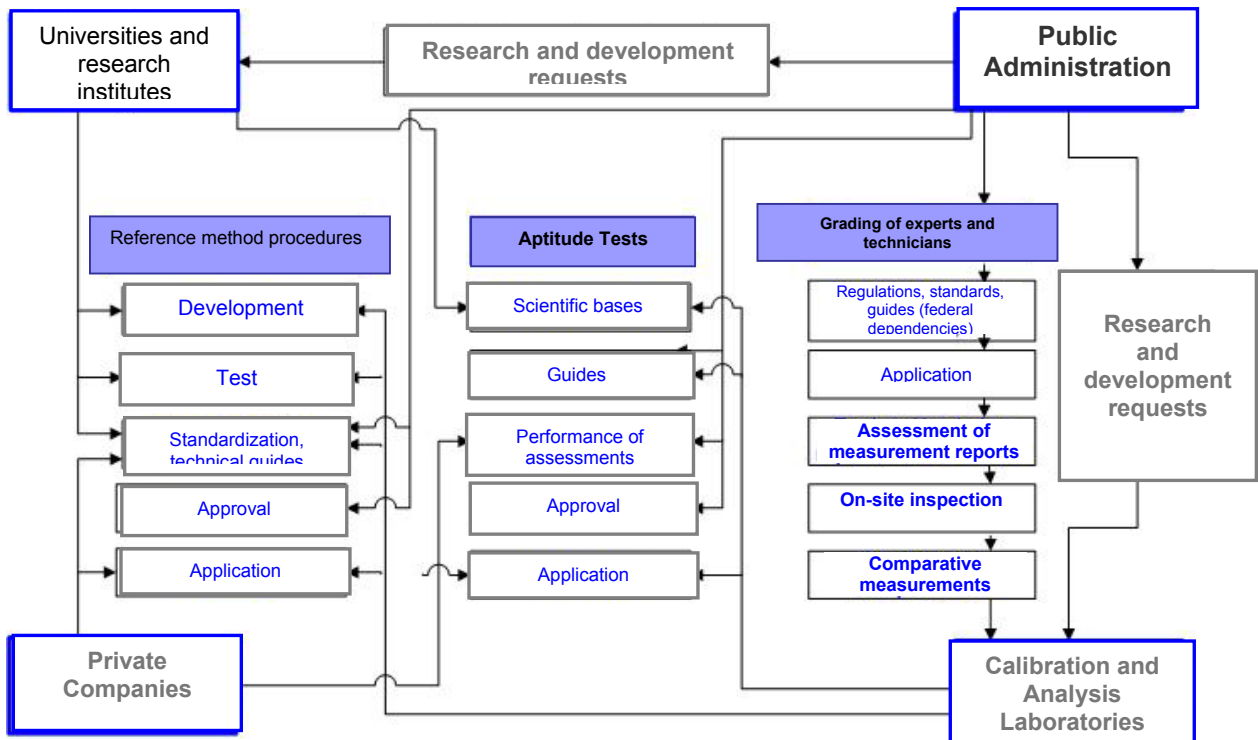 Universities and
research
institutes
Research and development
requests
Public
Administration
Reference method procedures
Aptitude Tests
Grading of experts and
technicians
Development
Test
Standardization,
technical guides
Approval
Application
Scientific bases
Guides
Performance of
assessments
Approval
Application
Regulations, standards,
guides (federal
dependencies)
Application
Assessment of
measurement reports
On-site inspection
Comparative
measurements
Research
and
development
requests
Private
Companies
Calibration and
Analysis
Laboratories